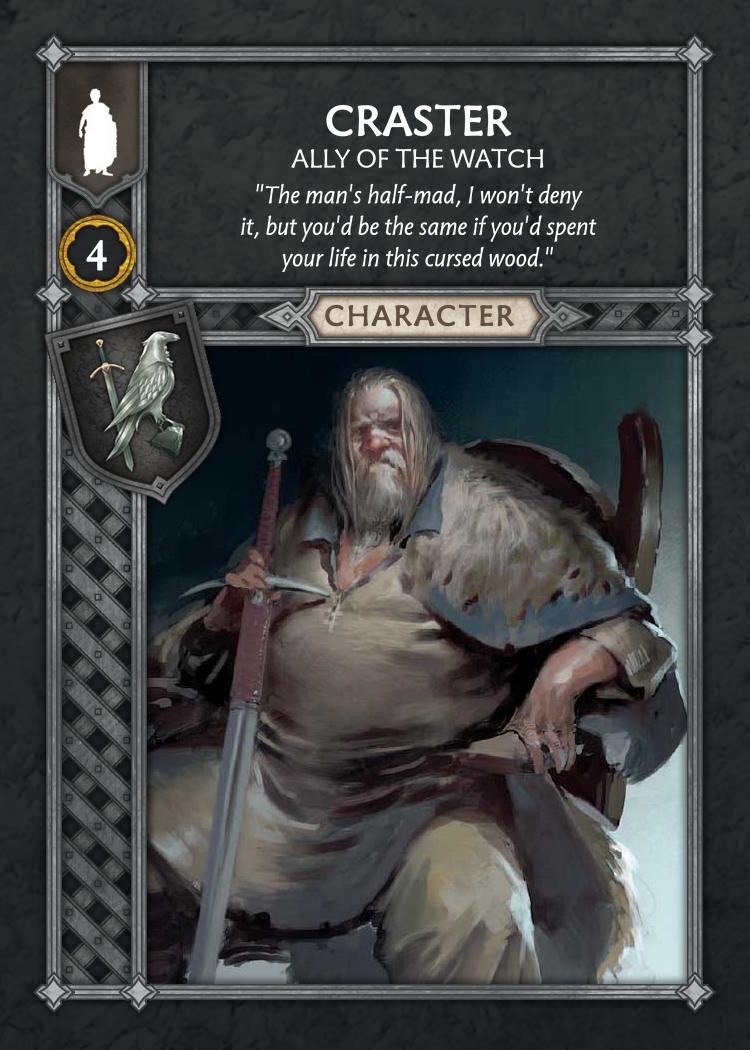 CRASTER
ALLY OF THE WATCH
"The man's half-mad, I won't deny
it, but you'd be the same if you'd spent
your life in this cursed wood."
4
CHARACTER